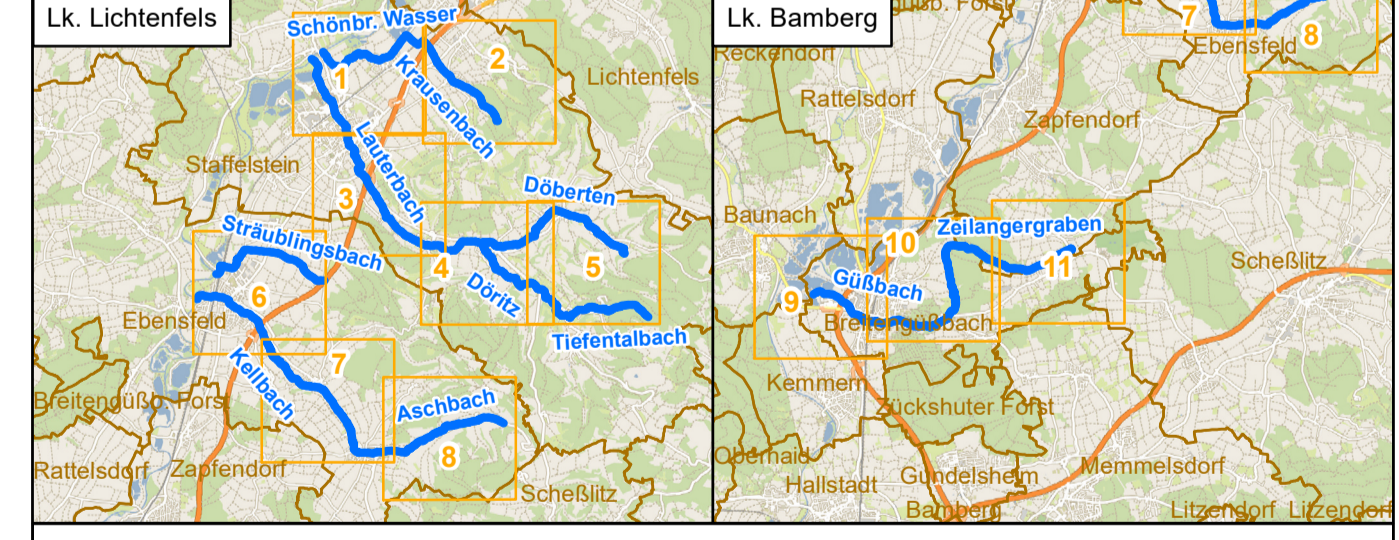 Lk. Lichtenfels
Schönbr. Wasser
1
2
Krausenbach
Lichtenfels
Lauterbach
Staffelstein
3
Döberten
Sträublingsbach
4
5
Döritz
6
Ebensfeld
Tiefentalbach
7
Kellbach
Aschbach
Breitengüßb. Forst
8
Rattelsdorf
Zapfendorf
Scheßlitz
Lk. Bamberg
7
8
Ebensfeld
Reckendorf
Rattelsdorf
Zapfendorf
Baunach
Zeilangergraben
10
11
Scheßlitz
Güßbach
9
Breitengüßbach
Kemmern
Zückshuter Forst
Oberhaid
Hallstadt
Gundelsheim
Memmelsdorf
Bamberg
Litzendorf
Litzendorf